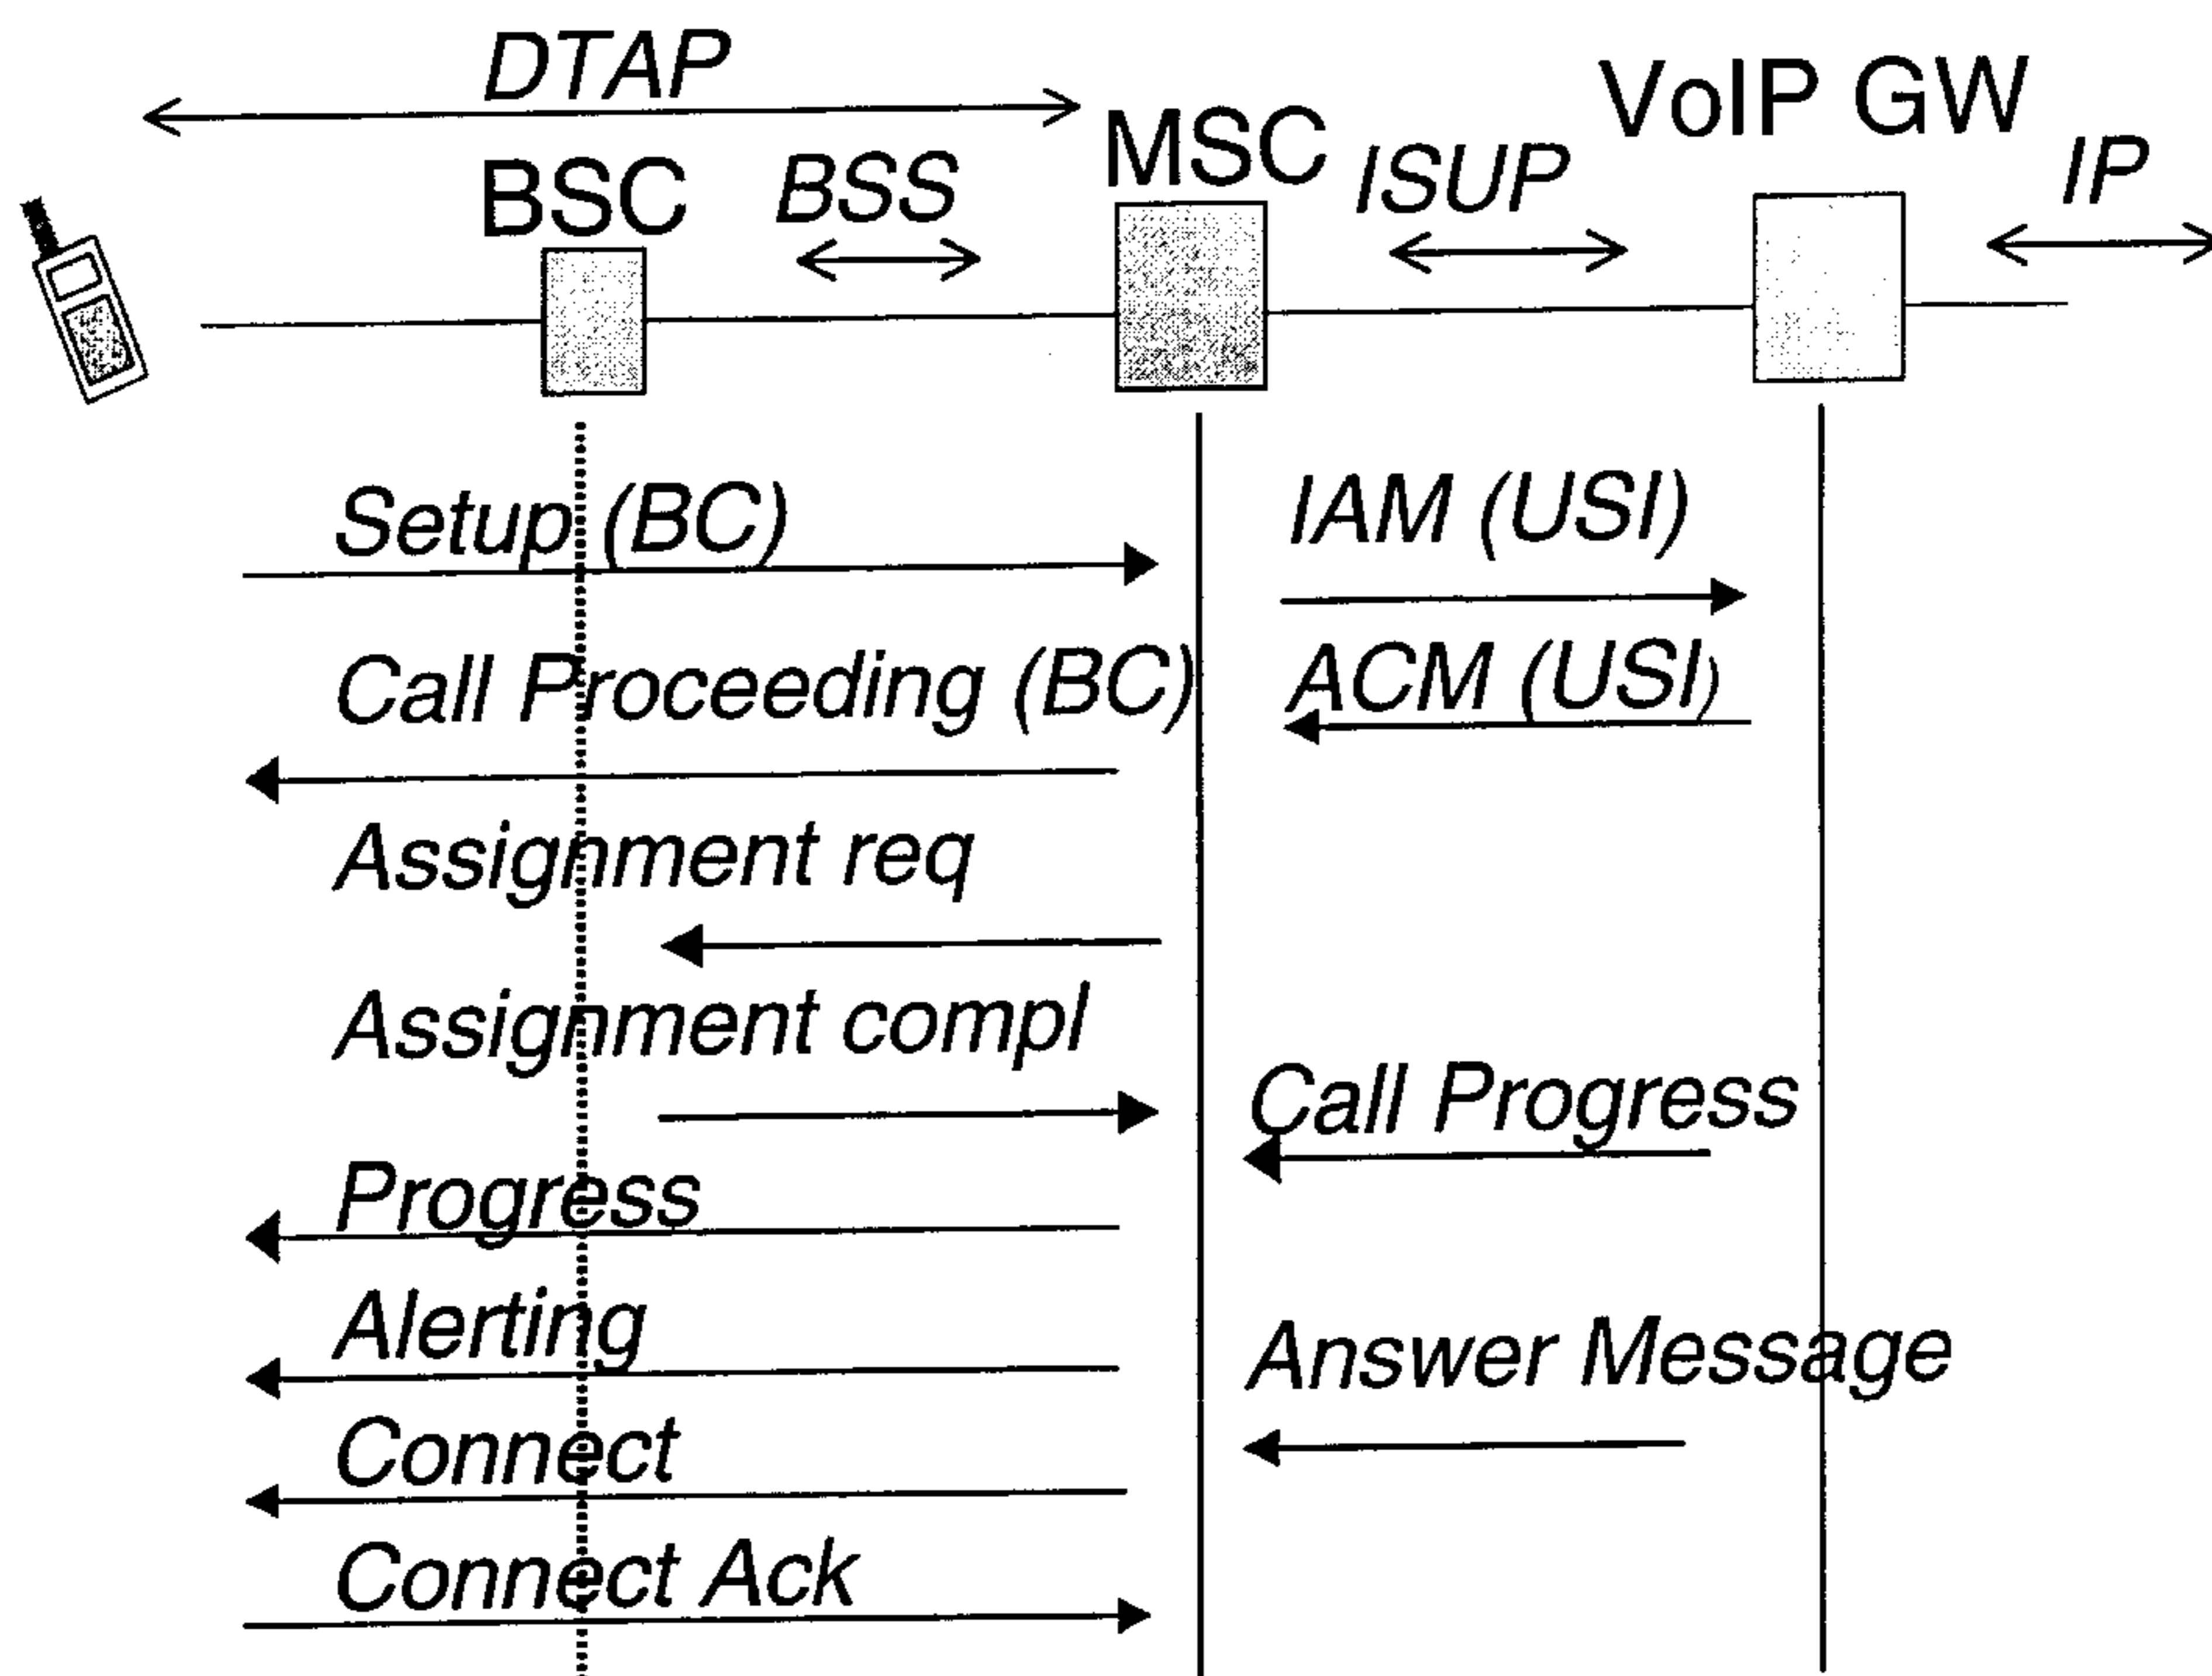 DTAP
VoIP GW
MSC
BSC
BSS
ISUP
IP
Setup (BC)
IAM (USI)
Call Proceeding (BC)
ACM (USI)
Assignment req
Assignment compl
Call Progress
Progress
Alerting
Answer Message
Connect
Connect Ack